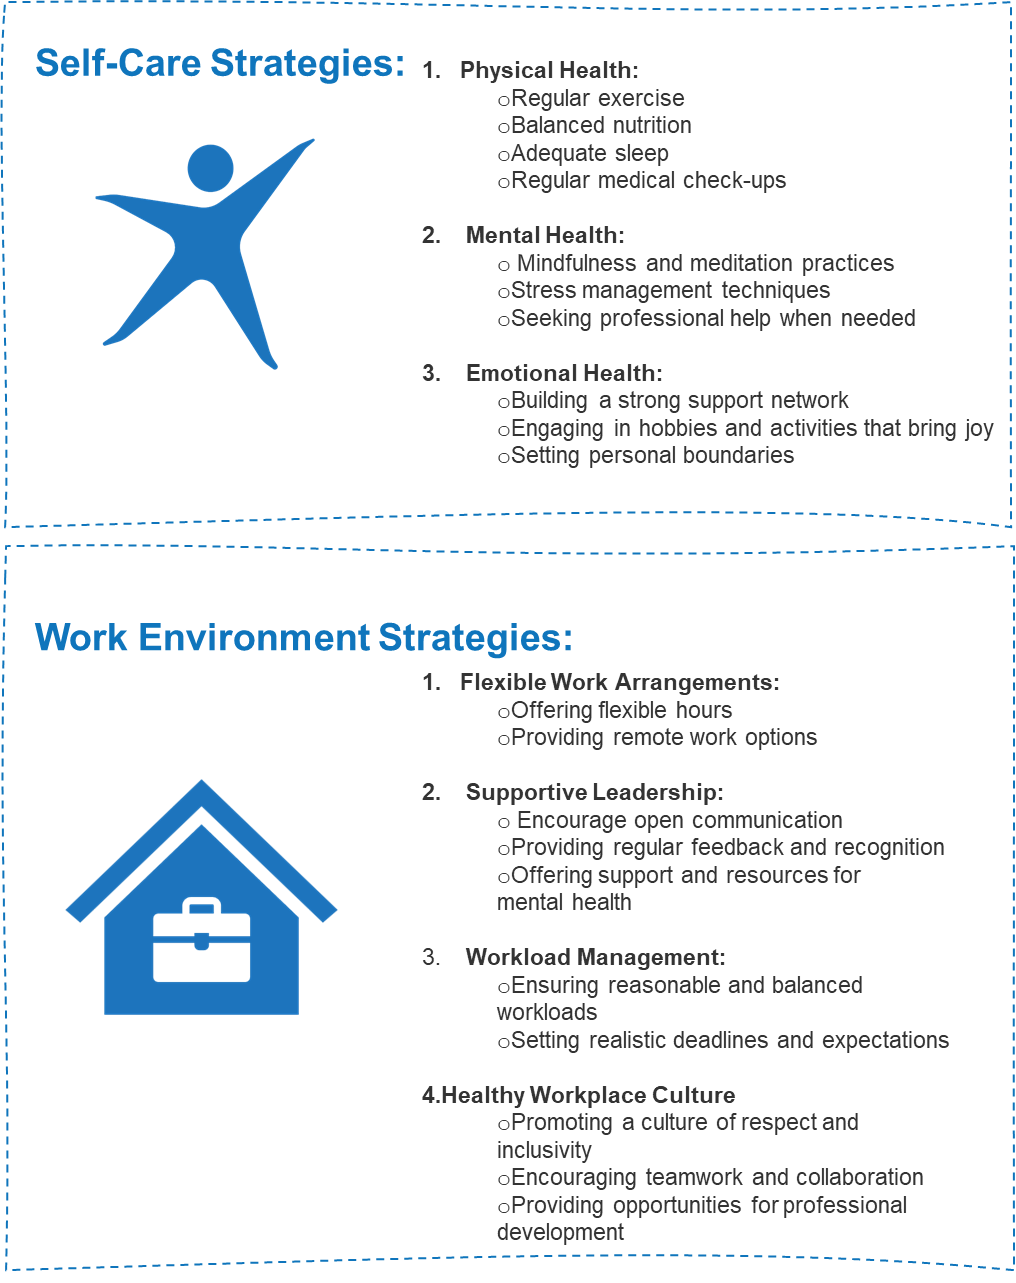 Self-Care Strategies:
1. Physical Health:
oRegular exercise
oBalanced nutrition
oAdequate sleep
oRegular medical check-ups
2. Mental Health:
o Mindfulness and meditation practices
oStress management techniques
oSeeking professional help when needed
3. Emotional Health:
oBuilding a strong support network
oEngaging in hobbies and activities that bring joy
oSetting personal boundaries
Work Environment Strategies:
1. Flexible Work Arrangements:
oOffering flexible hours
oProviding remote work options
2. Supportive Leadership:
o Encourage open communication
oProviding regular feedback and recognition
oOffering support and resources for
mental health
3. Workload Management:
oEnsuring reasonable and balanced
workloads
oSetting realistic deadlines and expectations
4.Healthy Workplace Culture
oPromoting a culture of respect and
inclusivity
oEncouraging teamwork and collaboration
oProviding opportunities for professional
development